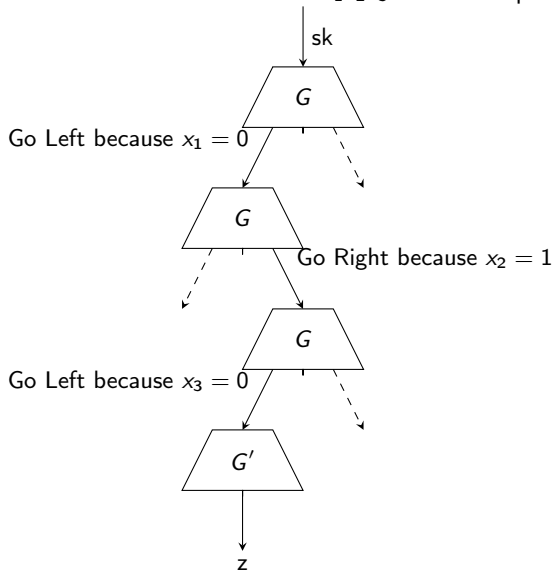 sk
G
Go Left because x₁ = 0
G
Go Right because x₂ = 1
G
Go Left because x₃ = 0
G′
z